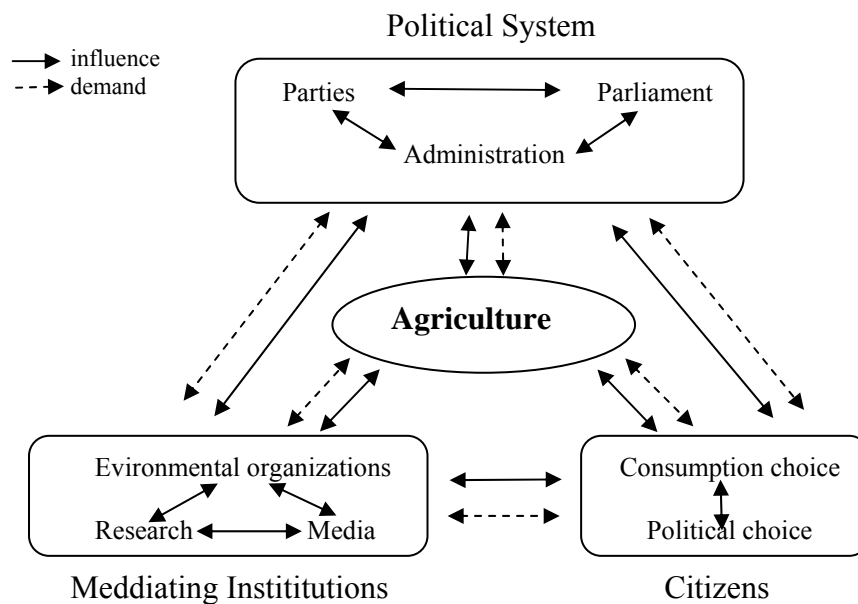 Political System
influence
demand
Parties
Parliament
Administration
Agriculture
Evironmental organizations
Research
Media
Consumption choice
Political choice
Meddiating Instititutions
Citizens